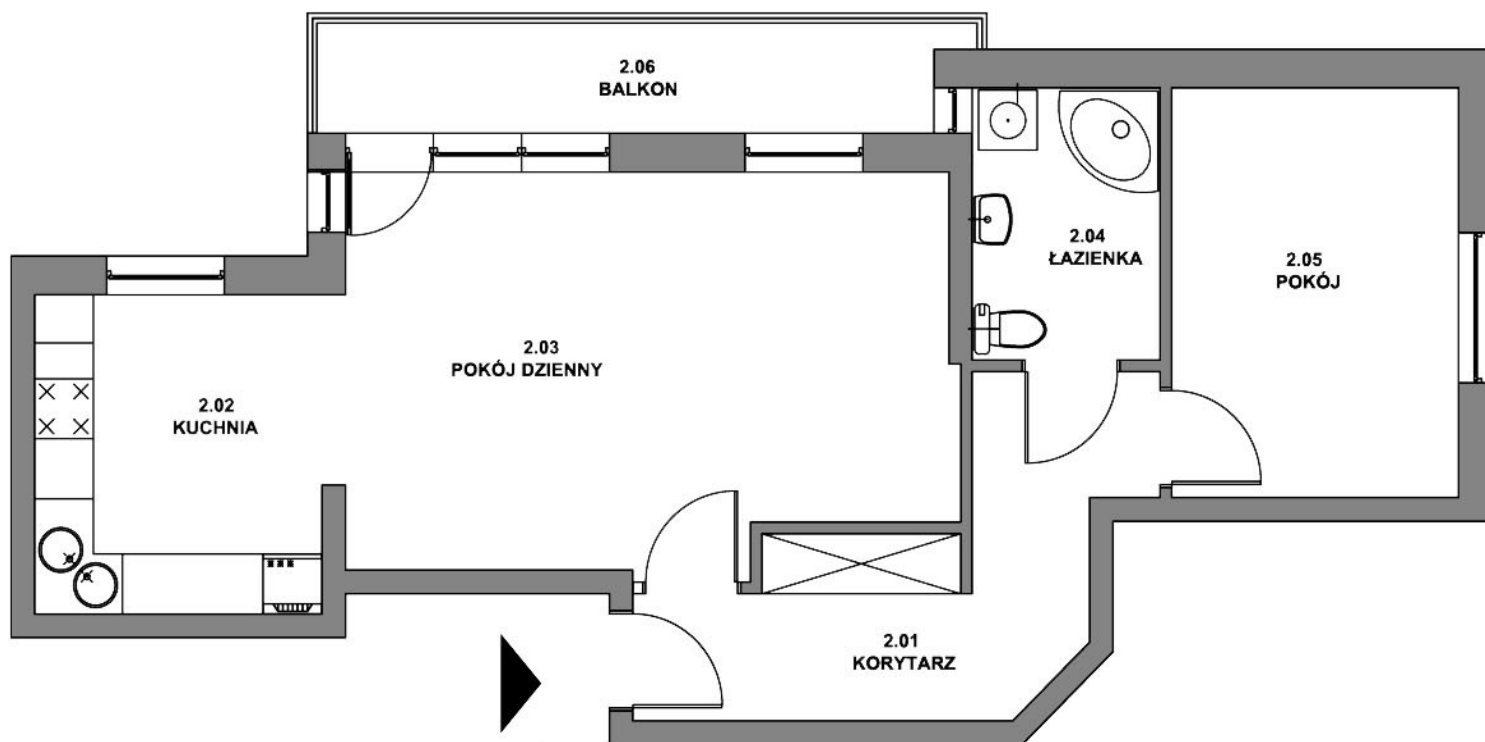 2.06
BALKON
2.04
ŁAZIENKA
2.05
POKÓJ
2.03
POKÓJ DZIENNY
2.02
KUCHNIA
2.01
KORYTARZ